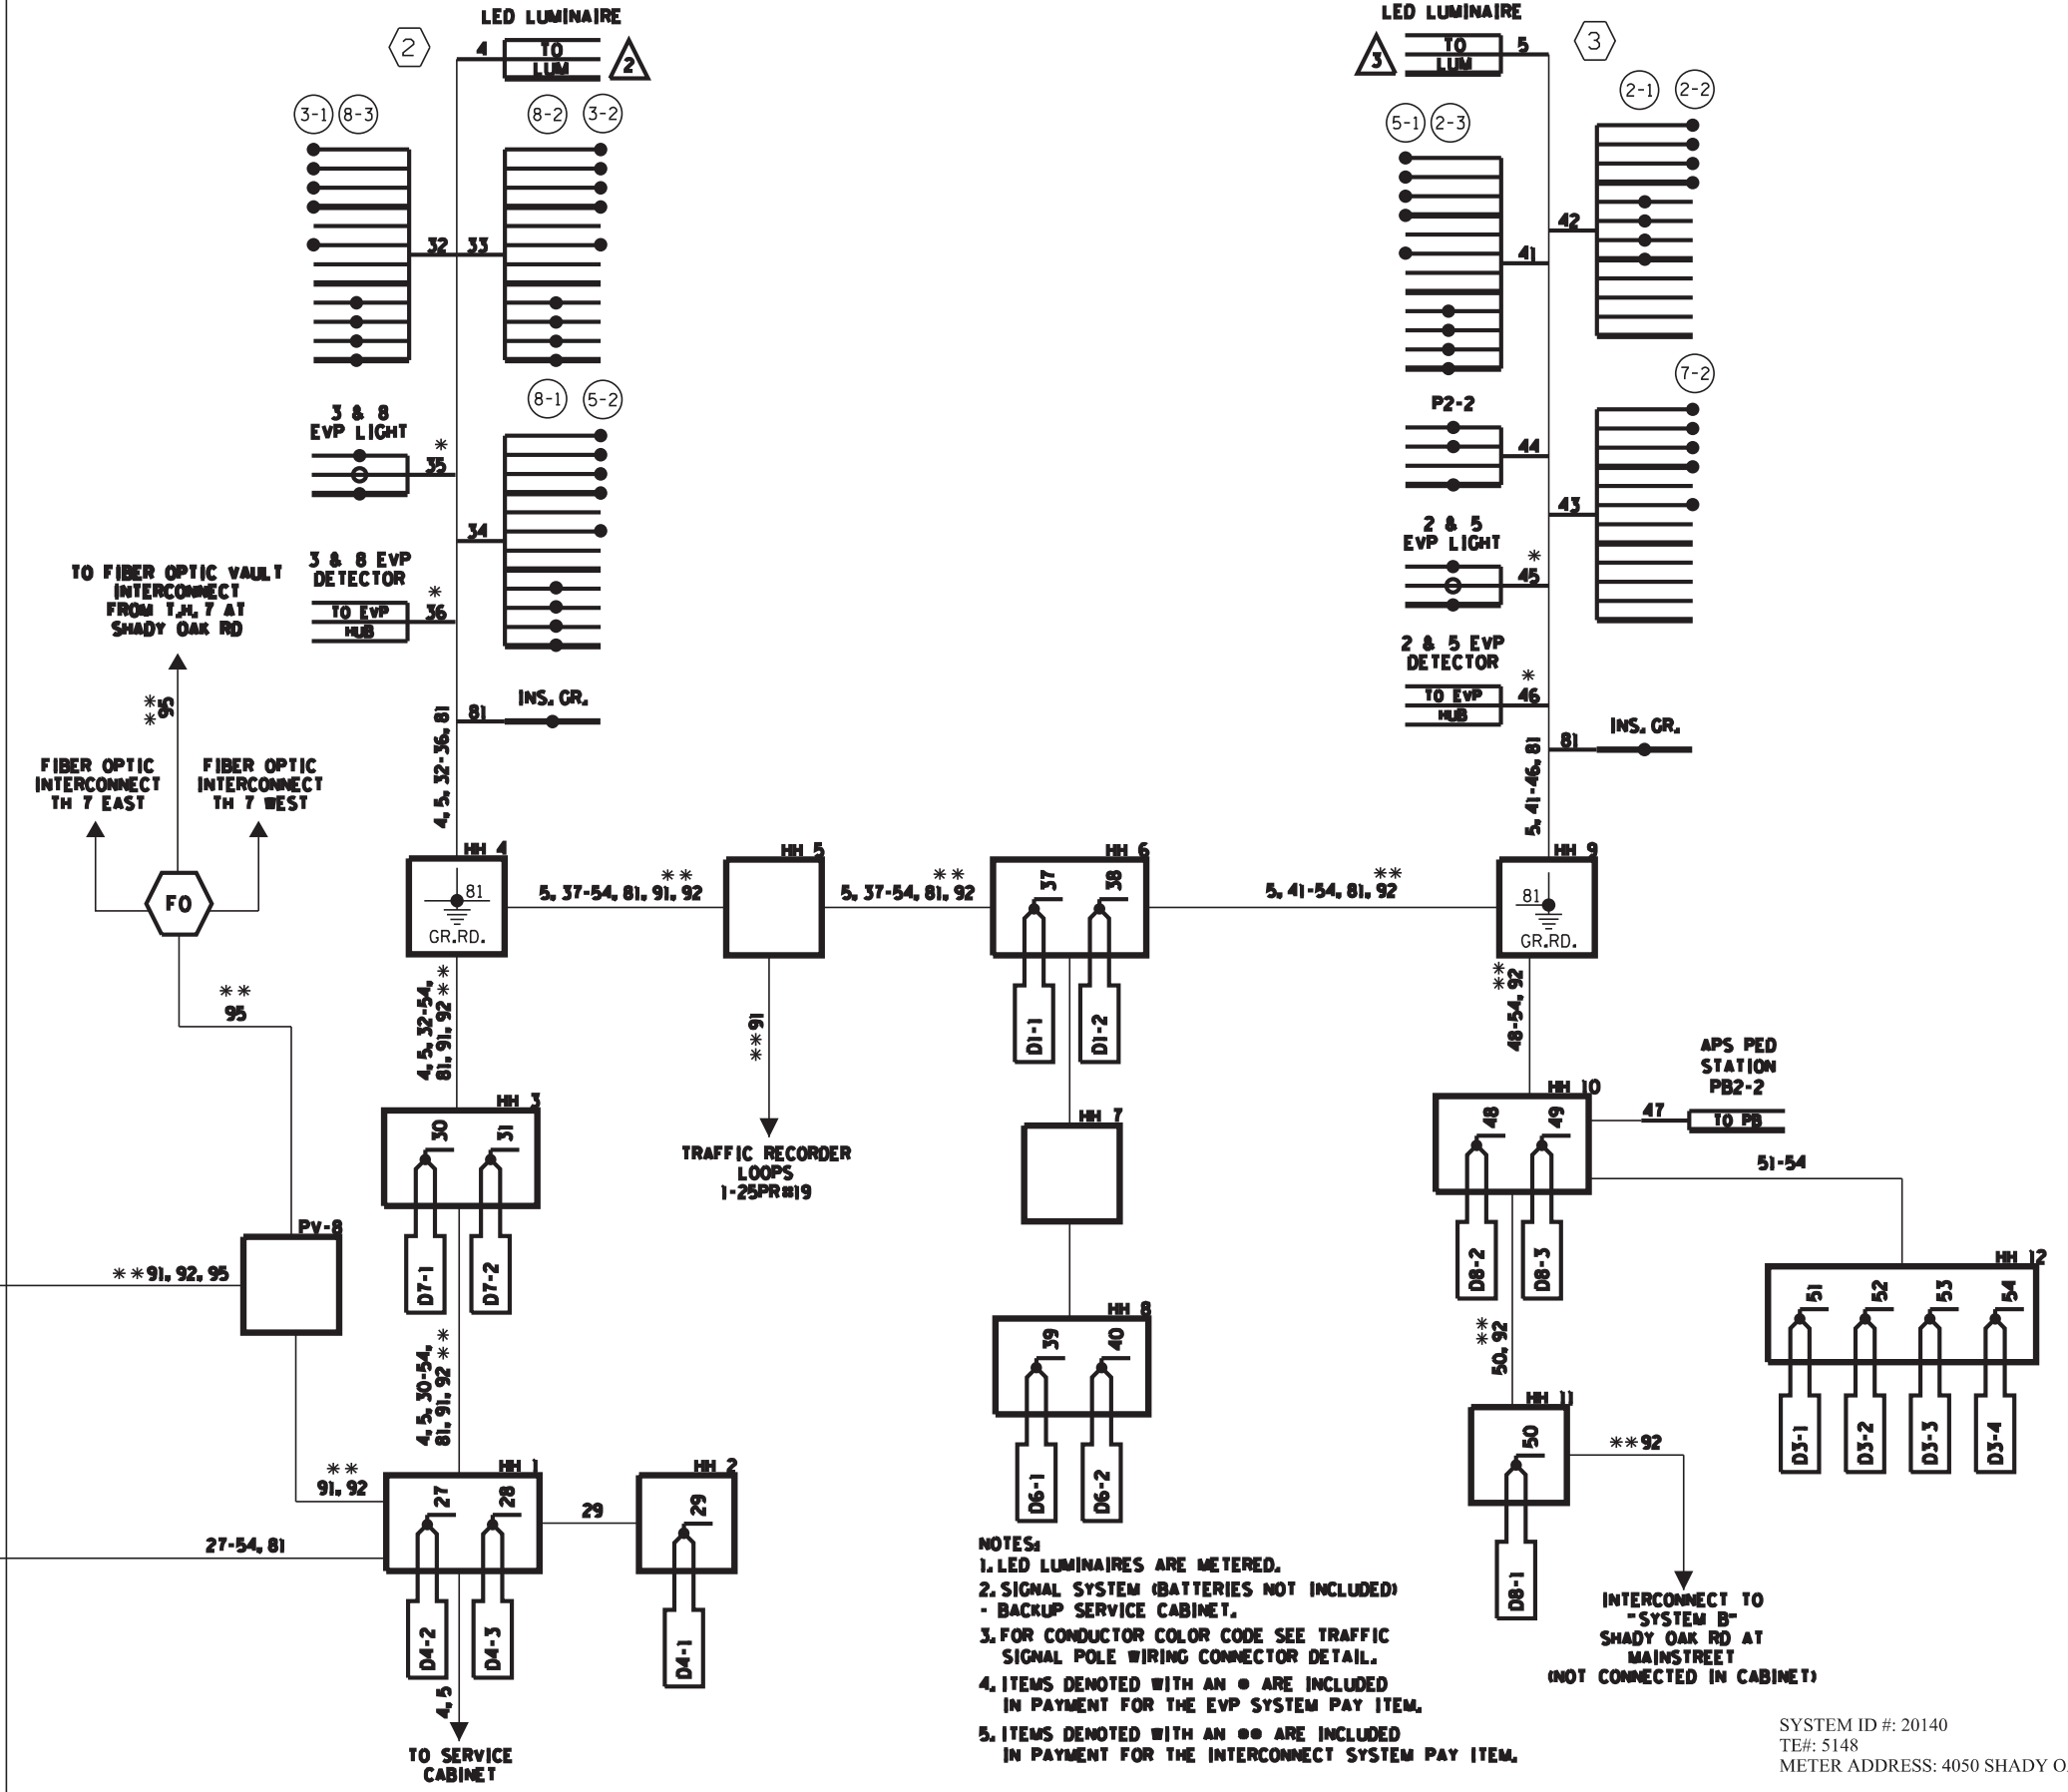 LED LUMINAIRE
2
4
TO
LUM
2
3-1
8-3
8-2
3-2
32
33
8-1
5-2
3 & 8
EVP LIGHT
*
35
34
3 & 8 EVP
DETECTOR
*
TO EVP
HUB
36
INS. GR.
81
4, 5, 32-36, 81
LED LUMINAIRE
3
TO
LUM
5
3
5-1
2-3
2-1
2-2
42
41
7-2
P2-2
44
43
2 & 5
EVP LIGHT
*
45
2 & 5 EVP
DETECTOR
*
TO EVP
HUB
46
INS. GR.
81
5, 41-46, 81
TO FIBER OPTIC VAULT
INTERCONNECT
FROM T.H. 7 AT
SHADY OAK RD
**
95
FIBER OPTIC
INTERCONNECT
TH 7 EAST
FIBER OPTIC
INTERCONNECT
TH 7 WEST
FO
**
95
HH 4
81
GR.RD.
**
5, 37-54, 81, 91, 92
HH 5
**
5, 37-54, 81, 92
HH 6
37
38
D1-1
D1-2
**
5, 41-54, 81, 92
HH 9
81
GR.RD.
4, 5, 32-54,
81, 91, 92 **
**91
TRAFFIC RECORDER
LOOPS
1-25PR#19
**
48-54, 92
HH 3
30
31
D7-1
D7-2
HH 7
HH 10
48
49
D8-2
D8-3
47
APS PED
STATION
PB2-2
TO PB
51-54
PV-8
**91, 92, 95
4, 5, 30-54,
81, 91, 92 **
HH 8
39
40
D6-1
D6-2
**
50, 92
HH 12
51
52
53
54
D3-1
D3-2
D3-3
D3-4
HH 11
50
D8-1
**92
INTERCONNECT TO
"SYSTEM B"
SHADY OAK RD AT
MAINSTREET
(NOT CONNECTED IN CABINET)
**
91, 92
27-54, 81
HH 1
27
28
D4-2
D4-3
29
HH 2
29
D4-1
4, 5
TO SERVICE
CABINET
NOTES:
1. LED LUMINAIRES ARE METERED.
2. SIGNAL SYSTEM (BATTERIES NOT INCLUDED)
- BACKUP SERVICE CABINET.
3. FOR CONDUCTOR COLOR CODE SEE TRAFFIC
SIGNAL POLE WIRING CONNECTOR DETAIL.
4. ITEMS DENOTED WITH AN * ARE INCLUDED
IN PAYMENT FOR THE EVP SYSTEM PAY ITEM.
5. ITEMS DENOTED WITH AN ** ARE INCLUDED
IN PAYMENT FOR THE INTERCONNECT SYSTEM PAY ITEM.
SYSTEM ID #: 20140
TE#: 5148
METER ADDRESS: 4050 SHADY O